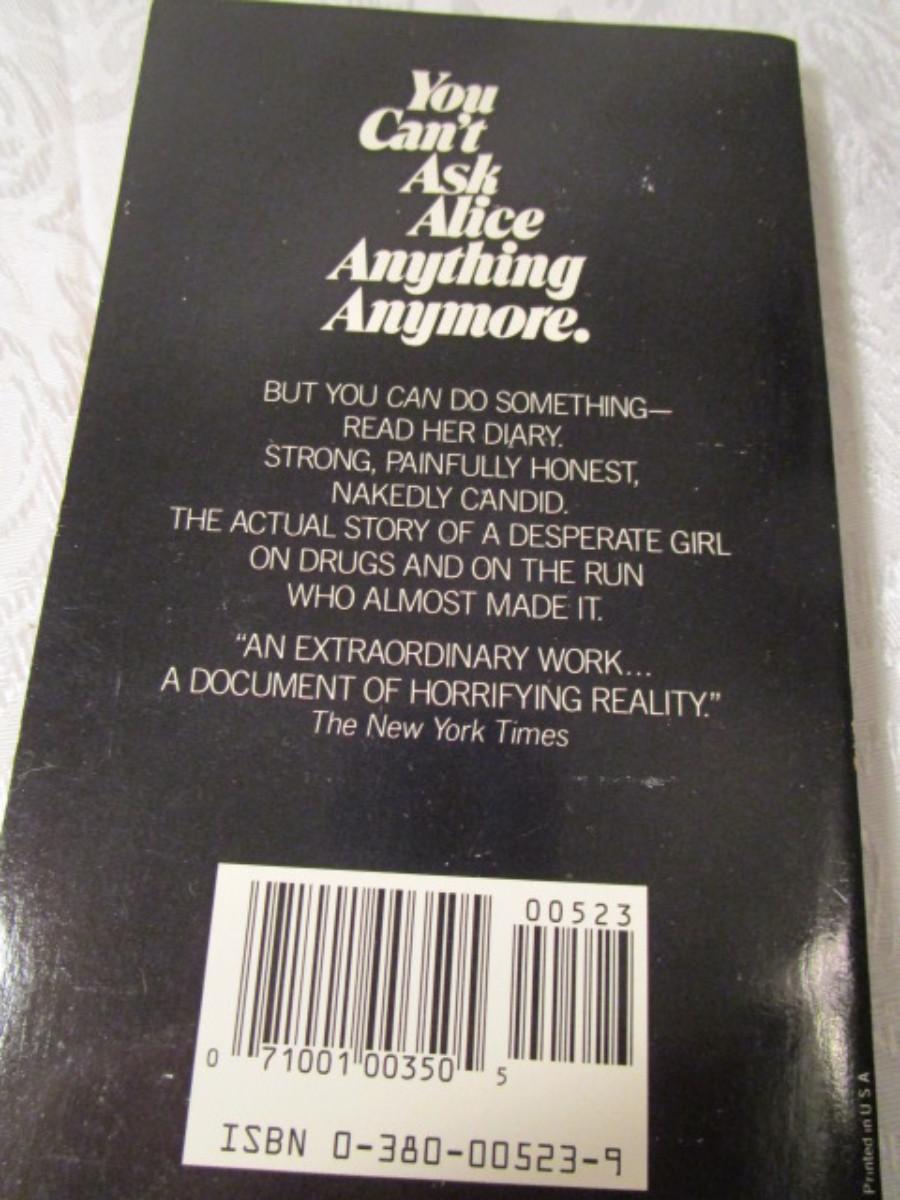 You
Can't
Ask
Alice
Anything
Anymore.
BUT YOU CAN DO SOMETHING—
READ HER DIARY.
STRONG, PAINFULLY HONEST,
NAKEDLY CANDID.
THE ACTUAL STORY OF A DESPERATE GIRL
ON DRUGS AND ON THE RUN
WHO ALMOST MADE IT.
"AN EXTRAORDINARY WORK...
A DOCUMENT OF HORRIFYING REALITY."
The New York Times
00523
0 71001 00350 5
ISBN 0-380-00523-9
Printed in U S A